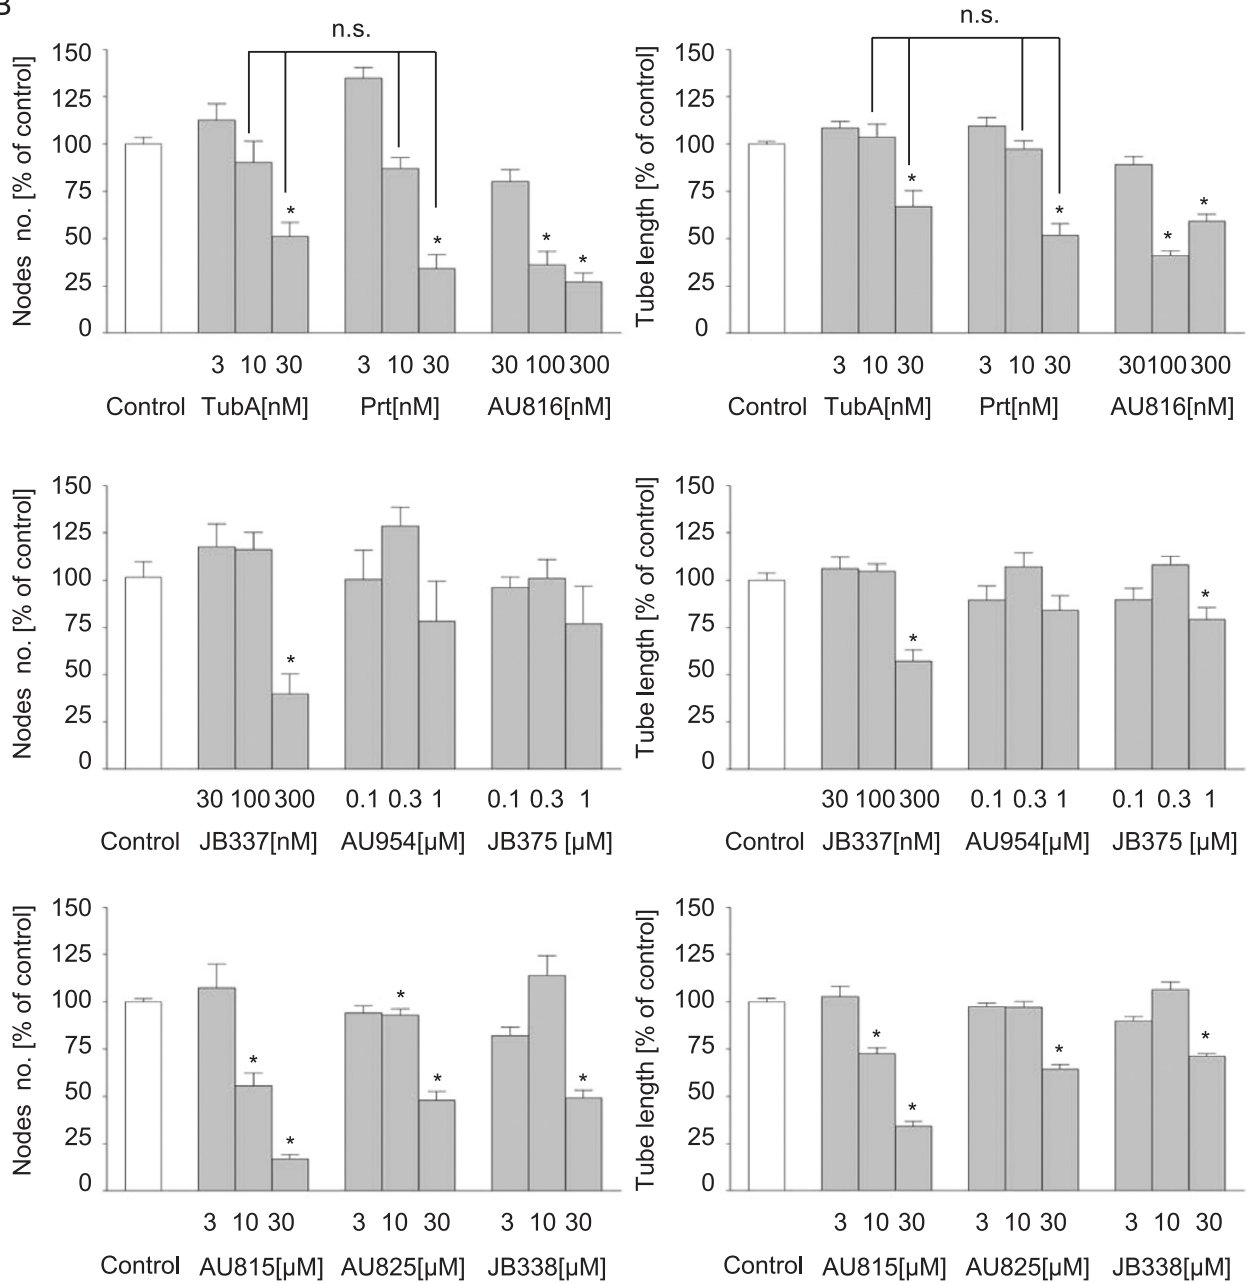 B
n.s.
Nodes no. [% of control]
150
125
100
75
50
25
0
*
*
*
*
3 10 30
3 10 30
30 100 300
Control TubA[nM] Prt[nM] AU816[nM]
n.s.
Tube length [% of control]
150
125
100
75
50
25
0
*
*
*
*
3 10 30
3 10 30
30 100 300
Control TubA[nM] Prt[nM] AU816[nM]
Nodes no. [% of control]
150
125
100
75
50
25
0
*
30 100 300
0.1 0.3 1
0.1 0.3 1
Control JB337[nM] AU954[µM] JB375 [µM]
Tube length [% of control]
150
125
100
75
50
25
0
*
*
30 100 300
0.1 0.3 1
0.1 0.3 1
Control JB337[nM] AU954[µM] JB375 [µM]
Nodes no. [% of control]
150
125
100
75
50
25
0
*
*
*
*
*
3 10 30
3 10 30
3 10 30
Control AU815[µM] AU825[µM] JB338[µM]
Tube length [% of control]
150
125
100
75
50
25
0
*
*
*
*
3 10 30
3 10 30
3 10 30
Control AU815[µM] AU825[µM] JB338[µM]